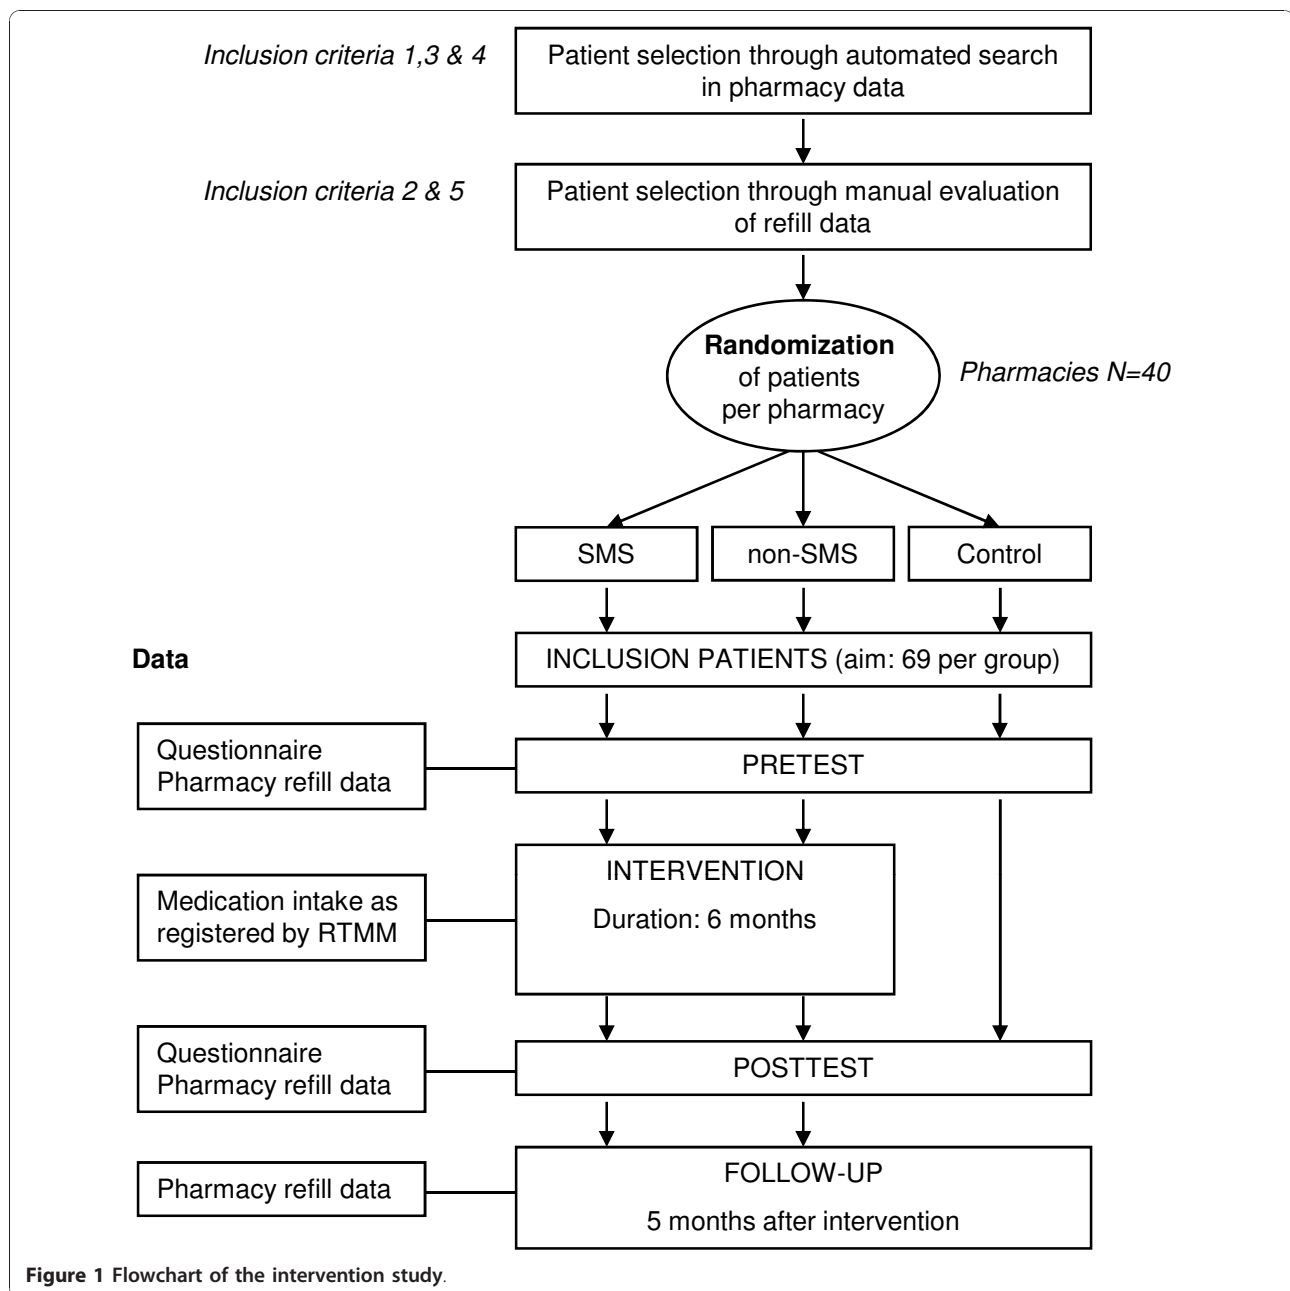 Inclusion criteria 1,3 & 4
Patient selection through automated search
in pharmacy data
Inclusion criteria 2 & 5
Patient selection through manual evaluation
of refill data
Randomization
of patients
per pharmacy
Pharmacies N=40
SMS
non-SMS
Control
Data
INCLUSION PATIENTS (aim: 69 per group)
Questionnaire
Pharmacy refill data
PRETEST
INTERVENTION
Duration: 6 months
Medication intake as
registered by RTMM
Questionnaire
Pharmacy refill data
POSTTEST
Pharmacy refill data
FOLLOW-UP
5 months after intervention
Figure 1 Flowchart of the intervention study.